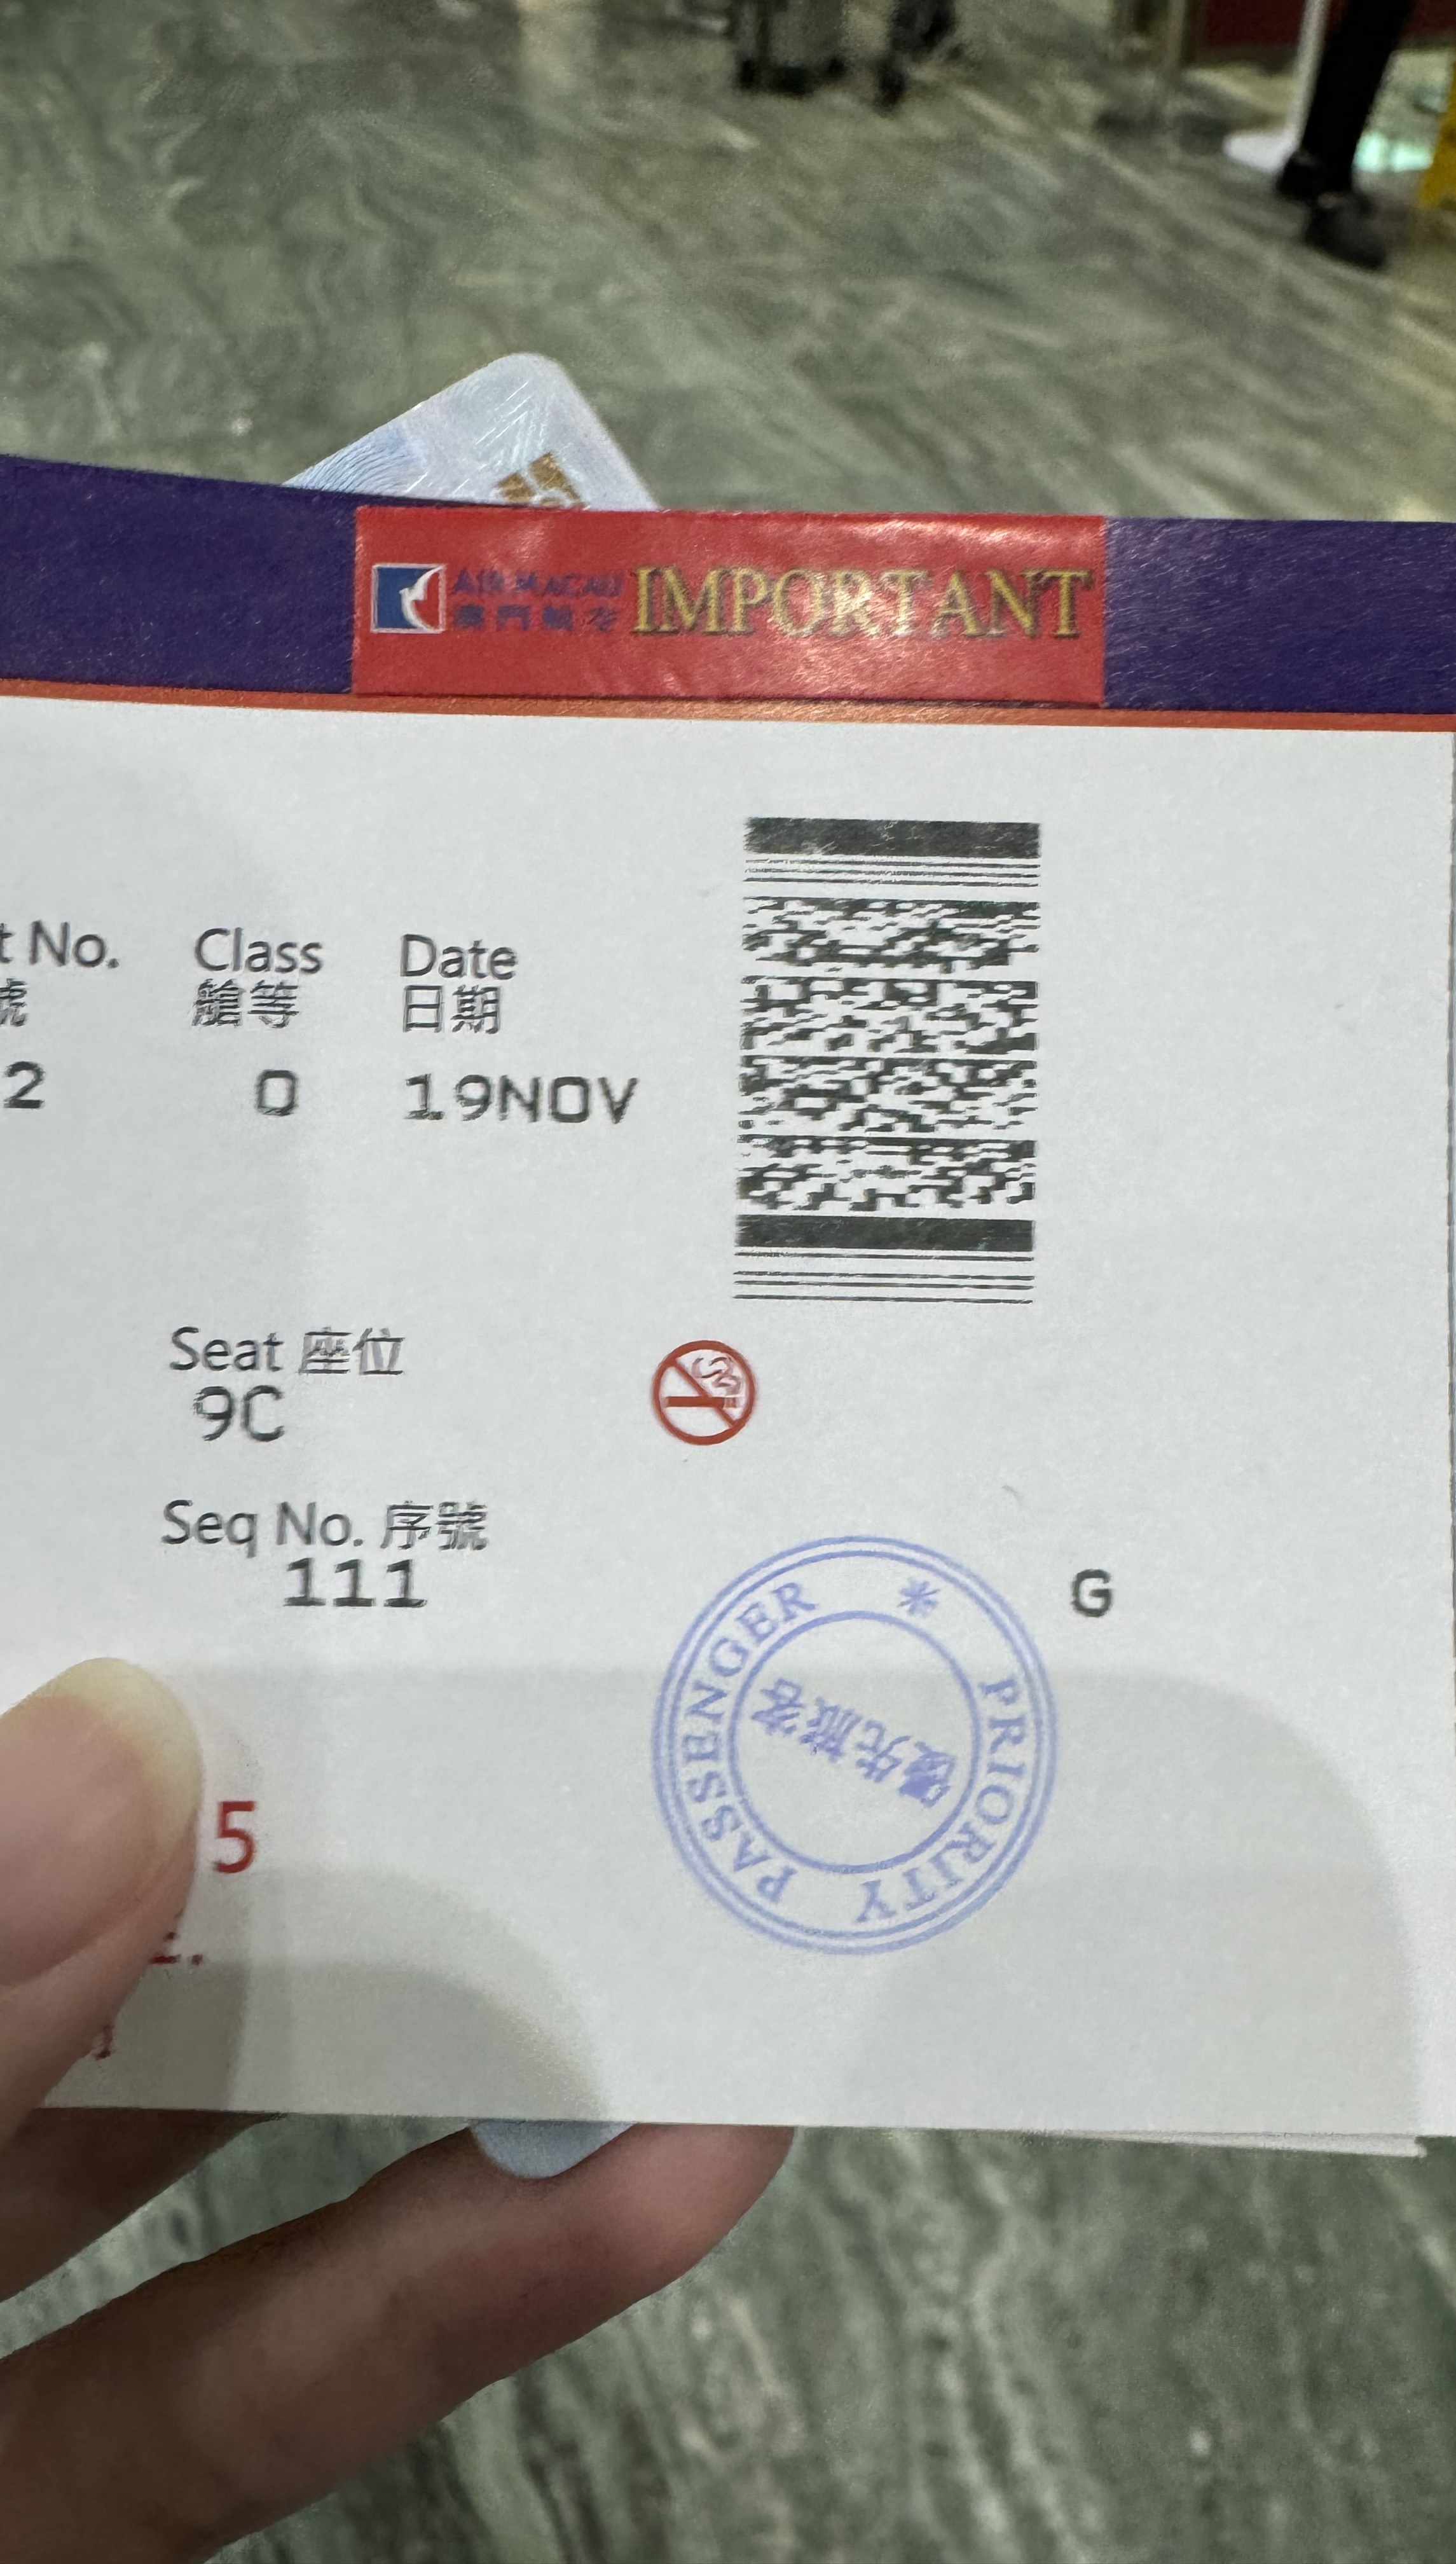 AIR MACAU
澳門航空
IMPORTANT
t No. Class Date
號 艙等 日期
2 O 19NOV
Seat 座位
9C
Seq No. 序號
111
G
PRIORITY PASSENGER *
優先旅客
5